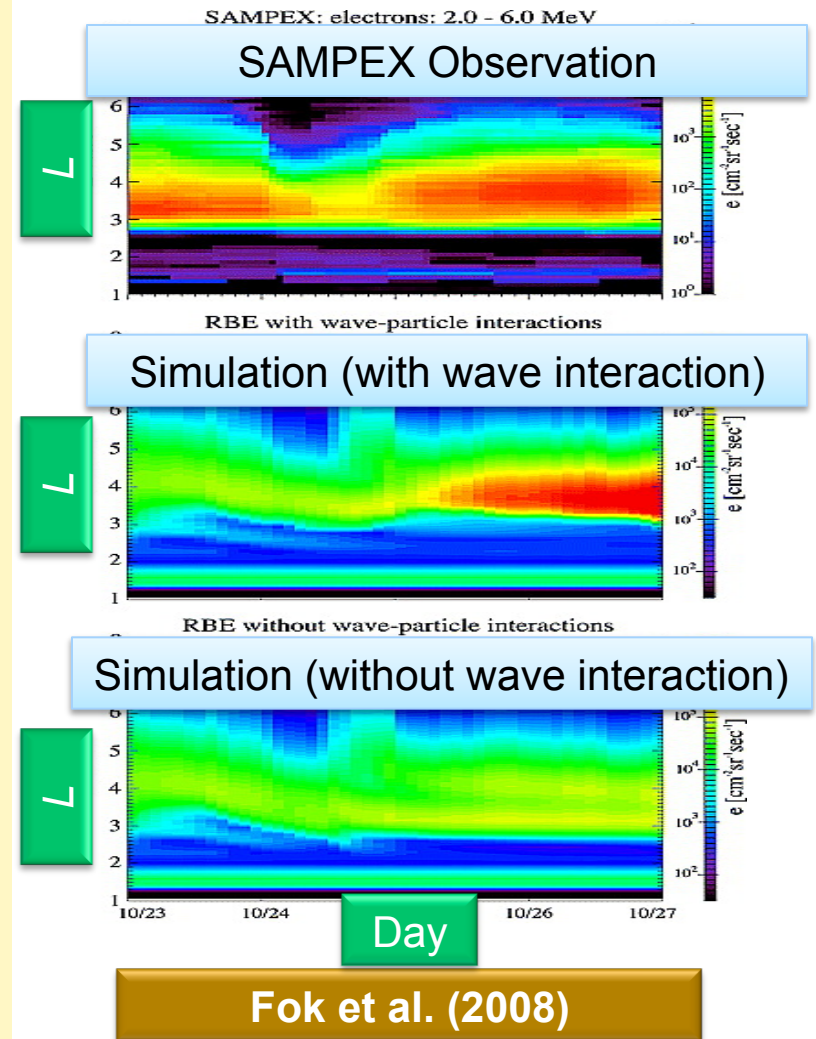 SAMPEX: electrons: 2.0 - 6.0 MeV
SAMPEX Observation
L
6
5
4
3
2
1
10³
10²
10¹
10⁰
e [cm⁻²sr⁻¹sec⁻¹]
RBE with wave-particle interactions
Simulation (with wave interaction)
L
6
5
4
3
2
1
10⁵
10⁴
10³
10²
e [cm⁻²sr⁻¹sec⁻¹]
RBE without wave-particle interactions
Simulation (without wave interaction)
L
6
5
4
3
2
1
10⁵
10⁴
10³
10²
e [cm⁻²sr⁻¹sec⁻¹]
10/23 10/24 10/26 10/27
Day
Fok et al. (2008)